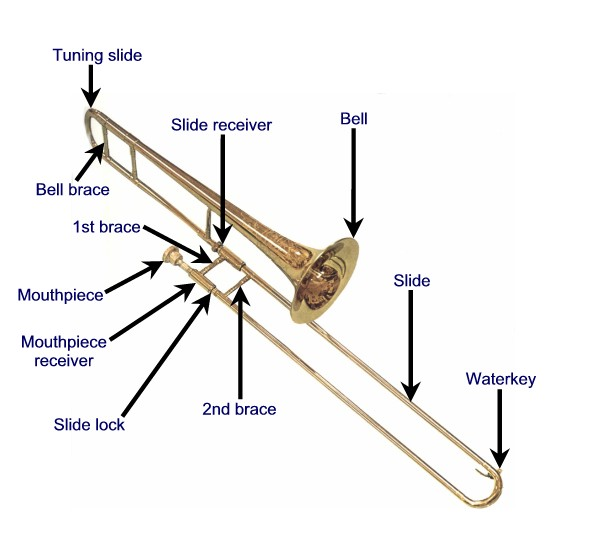 Tuning slide
Slide receiver
Bell
Bell brace
1st brace
Slide
Mouthpiece
Mouthpiece
receiver
Waterkey
2nd brace
Slide lock